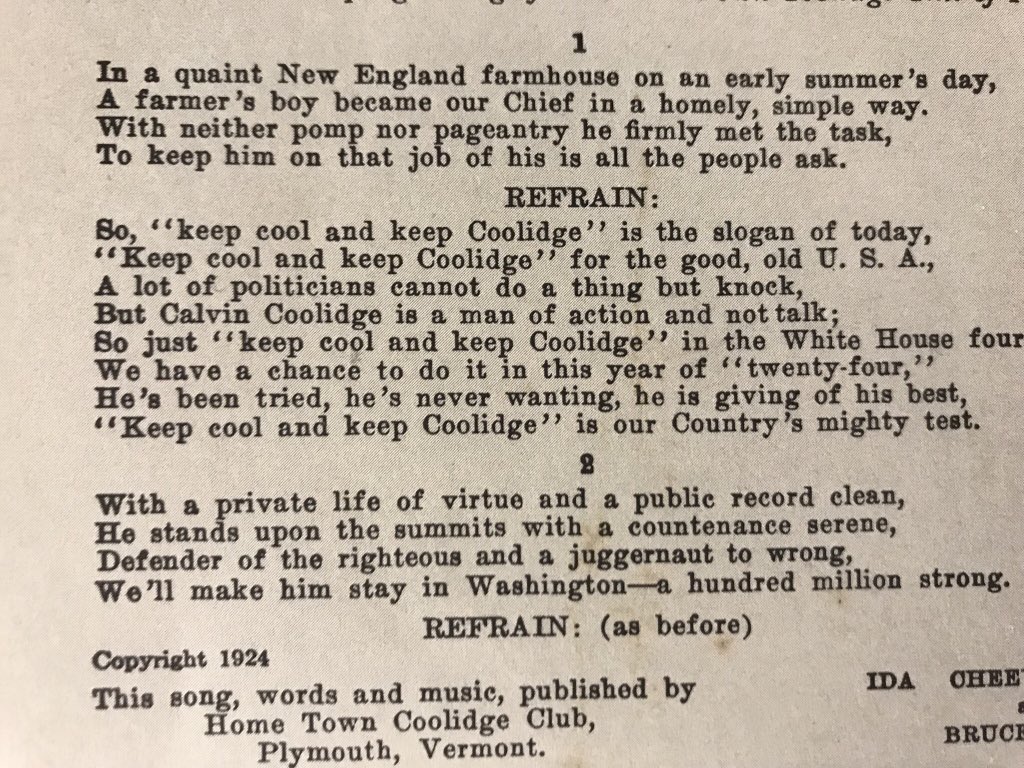 1
In a quaint New England farmhouse on an early summer's day,
A farmer's boy became our Chief in a homely, simple way.
With neither pomp nor pageantry he firmly met the task,
To keep him on that job of his is all the people ask.
REFRAIN:
So, "keep cool and keep Coolidge" is the slogan of today,
"Keep cool and keep Coolidge" for the good, old U. S. A.,
A lot of politicians cannot do a thing but knock,
But Calvin Coolidge is a man of action and not talk;
So just "keep cool and keep Coolidge" in the White House four
We have a chance to do it in this year of "twenty-four,"
He's been tried, he's never wanting, he is giving of his best,
"Keep cool and keep Coolidge" is our Country's mighty test.
2
With a private life of virtue and a public record clean,
He stands upon the summits with a countenance serene,
Defender of the righteous and a juggernaut to wrong,
We'll make him stay in Washington—a hundred million strong.
REFRAIN: (as before)
Copyright 1924
This song, words and music, published by
Home Town Coolidge Club,
Plymouth, Vermont.
IDA CHEE
BRUCE